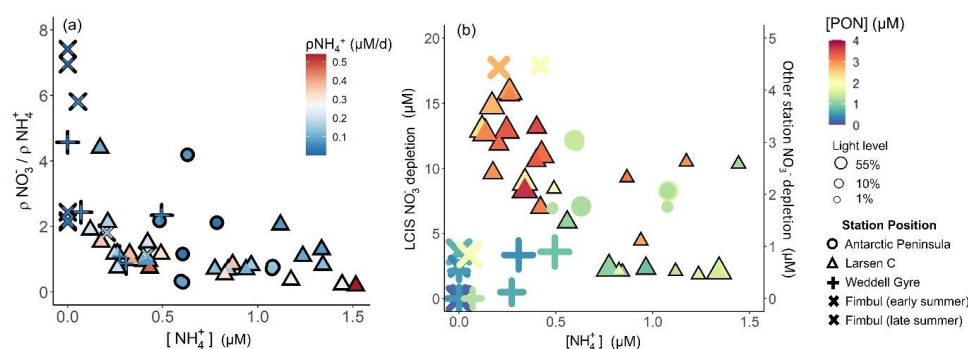 (a)
ρNH₄⁺ (μM/d)
0.5
0.4
0.3
0.2
0.1
8
6
4
2
0
ρ NO₃⁻/ ρ NH₄⁺
0.0 0.5 1.0 1.5
[ NH₄⁺] (μM)
(b)
20
15
10
5
0
LCIS NO₃⁻ depletion (μM)
5
4
3
2
1
0
Other station NO₃⁻ depletion (μM)
0.0 0.5 1.0 1.5
[NH₄⁺] (μM)
[PON] (μM)
4
3
2
1
0
Light level
55%
10%
1%
Station Position
Antarctic Peninsula
Larsen C
Weddell Gyre
Fimbul (early summer)
Fimbul (late summer)